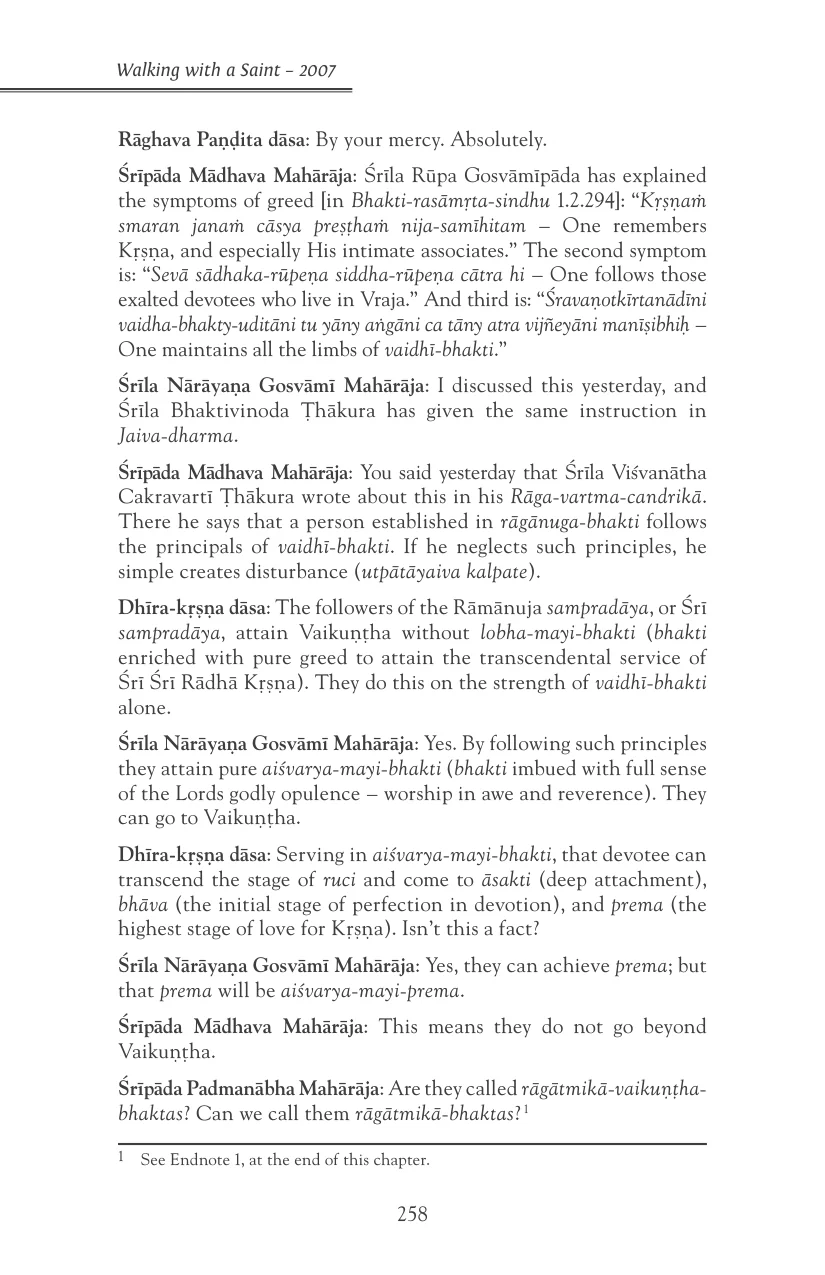 Walking with a Saint – 2007
Rāghava Paṇḍita dāsa: By your mercy. Absolutely.
Śrīpāda Mādhava Mahārāja: Śrīla Rūpa Gosvāmīpāda has explained
the symptoms of greed [in Bhakti-rasāmṛta-sindhu 1.2.294]: “Kṛṣṇaṁ
smaran janaṁ cāsya preṣṭhaṁ nija-samīhitam – One remembers
Kṛṣṇa, and especially His intimate associates.” The second symptom
is: “Sevā sādhaka-rūpeṇa siddha-rūpeṇa cātra hi – One follows those
exalted devotees who live in Vraja.” And third is: “Śravaṇotkīrtanādīni
vaidha-bhakty-uditāni tu yāny aṅgāni ca tāny atra vijñeyāni manīṣibhiḥ –
One maintains all the limbs of vaidhī-bhakti.”
Śrīla Nārāyaṇa Gosvāmī Mahārāja: I discussed this yesterday, and
Śrīla Bhaktivinoda Ṭhākura has given the same instruction in
Jaiva-dharma.
Śrīpāda Mādhava Mahārāja: You said yesterday that Śrīla Viśvanātha
Cakravartī Ṭhākura wrote about this in his Rāga-vartma-candrikā.
There he says that a person established in rāgānuga-bhakti follows
the principals of vaidhī-bhakti. If he neglects such principles, he
simple creates disturbance (utpātāyaiva kalpate).
Dhīra-kṛṣṇa dāsa: The followers of the Rāmānuja sampradāya, or Śrī
sampradāya, attain Vaikuṇṭha without lobha-mayi-bhakti (bhakti
enriched with pure greed to attain the transcendental service of
Śrī Śrī Rādhā Kṛṣṇa). They do this on the strength of vaidhī-bhakti
alone.
Śrīla Nārāyaṇa Gosvāmī Mahārāja: Yes. By following such principles
they attain pure aiśvarya-mayi-bhakti (bhakti imbued with full sense
of the Lords godly opulence – worship in awe and reverence). They
can go to Vaikuṇṭha.
Dhīra-kṛṣṇa dāsa: Serving in aiśvarya-mayi-bhakti, that devotee can
transcend the stage of ruci and come to āsakti (deep attachment),
bhāva (the initial stage of perfection in devotion), and prema (the
highest stage of love for Kṛṣṇa). Isn’t this a fact?
Śrīla Nārāyaṇa Gosvāmī Mahārāja: Yes, they can achieve prema; but
that prema will be aiśvarya-mayi-prema.
Śrīpāda Mādhava Mahārāja: This means they do not go beyond
Vaikuṇṭha.
Śrīpāda Padmanābha Mahārāja: Are they called rāgātmikā-vaikuṇṭha-
bhaktas? Can we call them rāgātmikā-bhaktas?1
1 See Endnote 1, at the end of this chapter.
258